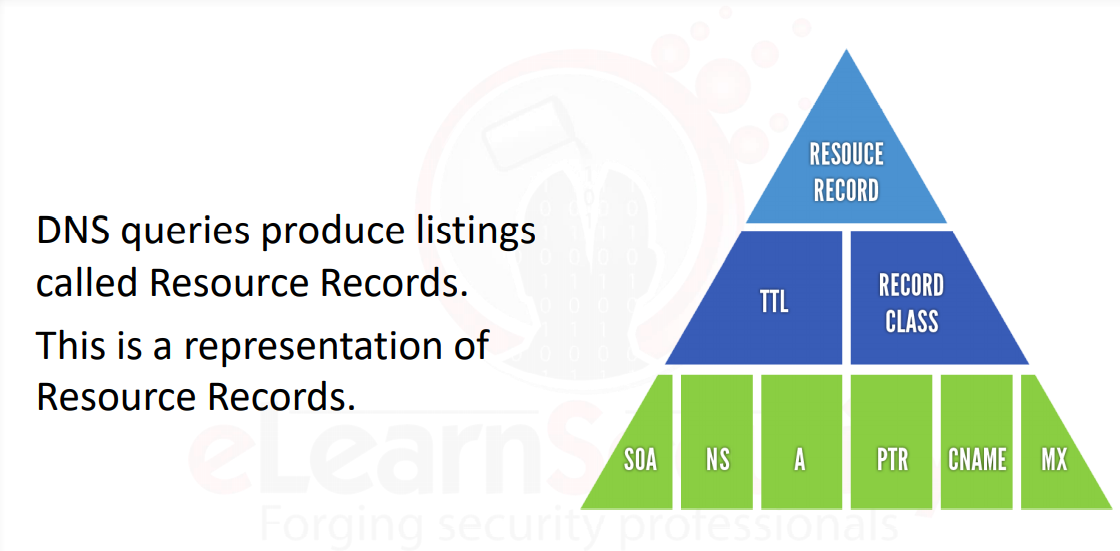 DNS queries produce listings
called Resource Records.
This is a representation of
Resource Records.
RESOUCE
RECORD
TTL
RECORD
CLASS
SOA
NS
A
PTR
CNAME
MX
Forging security professionals